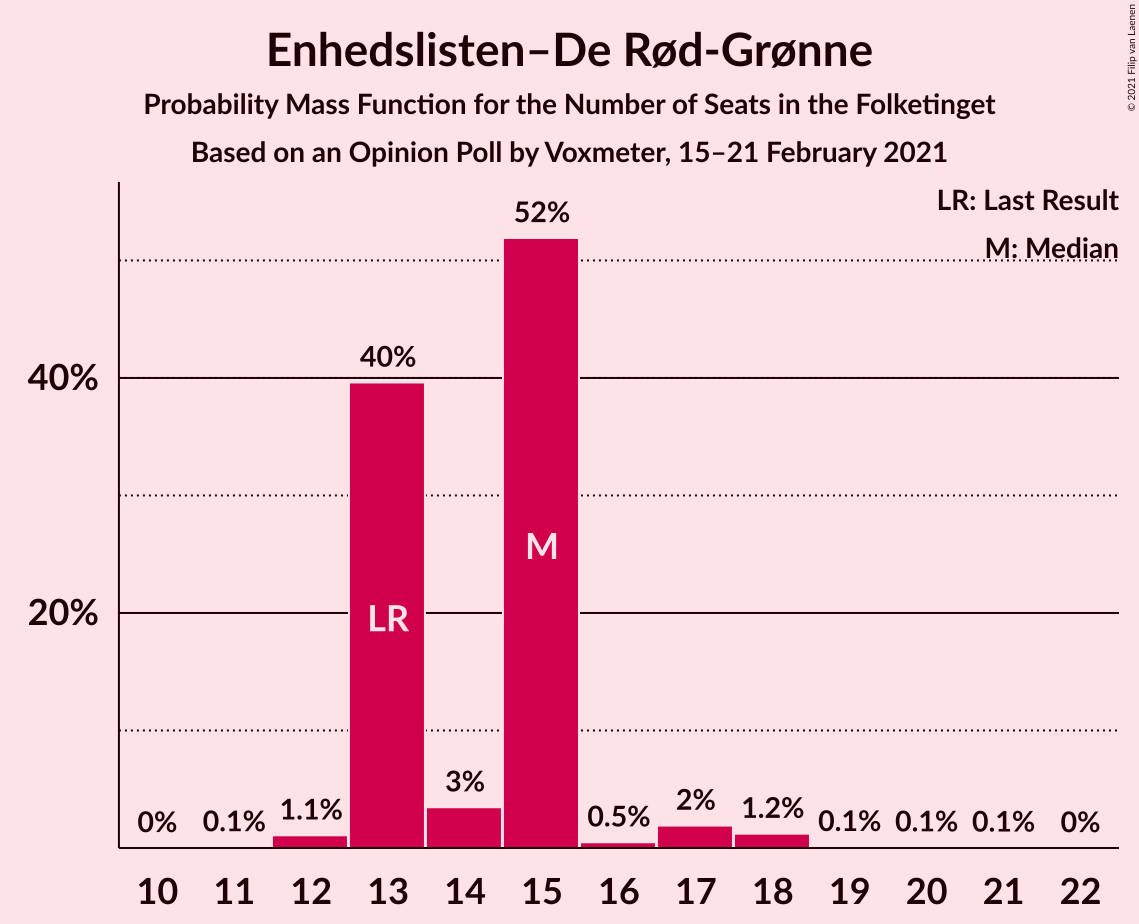 Enhedslisten–De Rød-Grønne
Probability Mass Function for the Number of Seats in the Folketinget
Based on an Opinion Poll by Voxmeter, 15–21 February 2021
© 2021 Filip van Laenen
LR: Last Result
M: Median
52%
40%
40%
M
LR
20%
3%
2%
1.2%
1.1%
0.5%
0% 0.1% 0.1% 0.1% 0.1% 0%
10 11 12 13 14 15 16 17 18 19 20 21 22